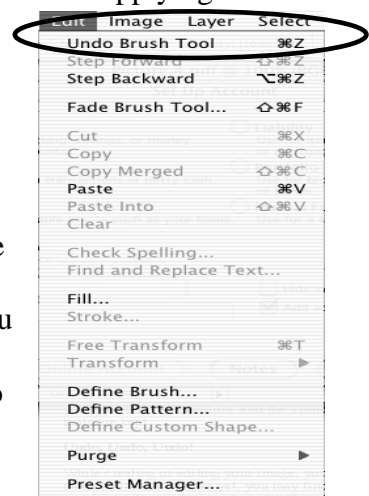 Edit Image Layer Select
Undo Brush Tool ⌘Z
Step Forward ⇧⌘Z
Step Backward ⌥⌘Z
Fade Brush Tool... ⇧⌘F
Cut ⌘X
Copy ⌘C
Copy Merged ⇧⌘C
Paste ⌘V
Paste Into ⇧⌘V
Clear
Check Spelling...
Find and Replace Text...
Fill...
Stroke...
Free Transform ⌘T
Transform ▶
Define Brush...
Define Pattern...
Define Custom Shape...
Purge ▶
Preset Manager...